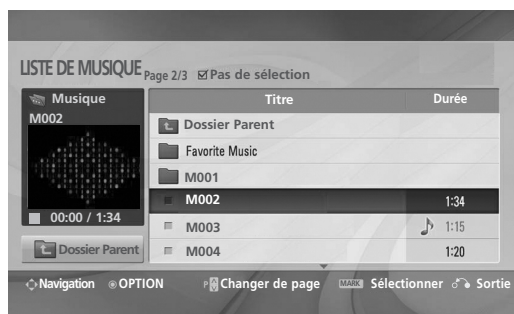 LISTE DE MUSIQUE Page 2/3 Pas de sélection
Musique
M002
00:00 / 1:34
Dossier Parent
Titre Durée
Dossier Parent
Favorite Music
M001
M002 1:34
M003 1:15
M004 1:20
Navigation OPTION P Changer de page MARK Sélectionner Sortie